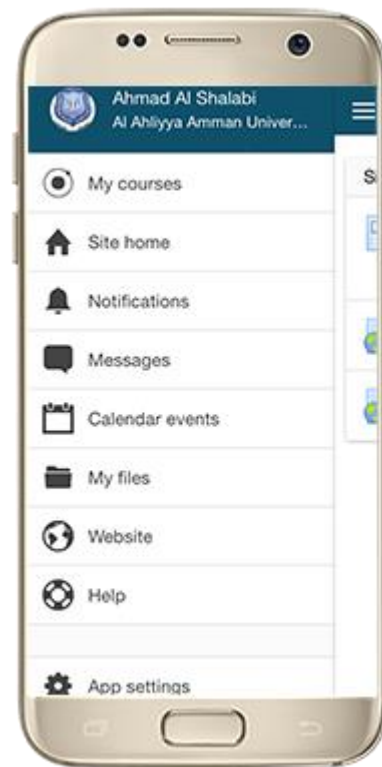 Ahmad Al Shalabi
Al Ahliyya Amman Univer...
My courses
Site home
Notifications
Messages
Calendar events
My files
Website
Help
App settings